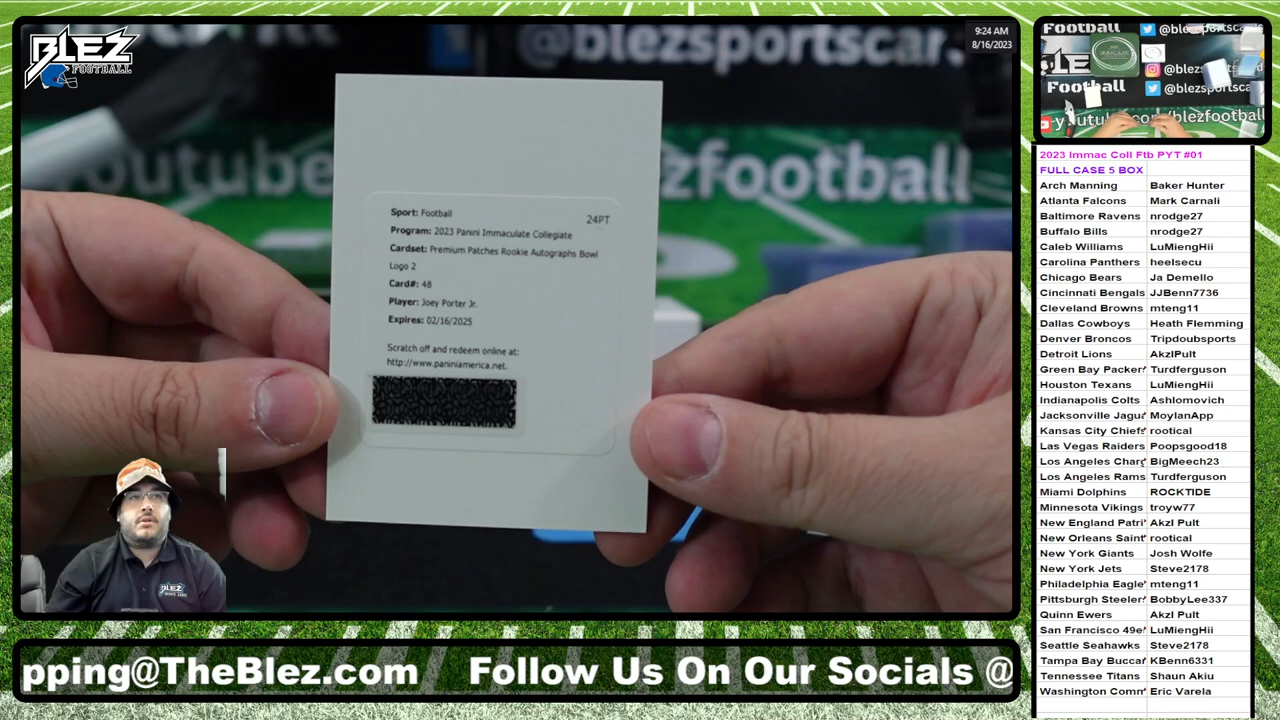 BLEZ
FOOTBALL
9:24 AM
8/16/2023
@blezsportscar.
youtube
blezfootball
Sport: Football
24PT
Program: 2023 Panini Immaculate Collegiate
Cardset: Premium Patches Rookie Autographs Bowl
Logo 2
Card#: 48
Player: Joey Porter Jr.
Expires: 02/16/2025
Scratch off and redeem online at:
http://www.paniniamerica.net.
BLEZ
pping@TheBlez.com Follow Us On Our Socials @
Football
@blezsportscar
@blezs
Football
@blezsportsca
y
utub
com/blezfootball
2023 Immac Coll Ftb PYT #01
FULL CASE 5 BOX
Arch Manning Baker Hunter
Atlanta Falcons Mark Carnali
Baltimore Ravens nrodge27
Buffalo Bills nrodge27
Caleb Williams LuMiengHii
Carolina Panthers heelsecu
Chicago Bears Ja Demello
Cincinnati Bengals JJBenn7736
Cleveland Browns mteng11
Dallas Cowboys Heath Flemming
Denver Broncos Tripdoubsports
Detroit Lions AkzlPult
Green Bay Packer Turdferguson
Houston Texans LuMiengHii
Indianapolis Colts Ashlomovich
Jacksonville Jagu MoylanApp
Kansas City Chiefs rootical
Las Vegas Raiders Poopsgood18
Los Angeles Charg BigMeech23
Los Angeles Rams Turdferguson
Miami Dolphins ROCKTIDE
Minnesota Vikings troyw77
New England Patri Akzl Pult
New Orleans Saint rootical
New York Giants Josh Wolfe
New York Jets Steve2178
Philadelphia Eagle mteng11
Pittsburgh Steeler BobbyLee337
Quinn Ewers Akzl Pult
San Francisco 49e LuMiengHii
Seattle Seahawks Steve2178
Tampa Bay Buccar KBenn6331
Tennessee Titans Shaun Akiu
Washington Comm Eric Varela